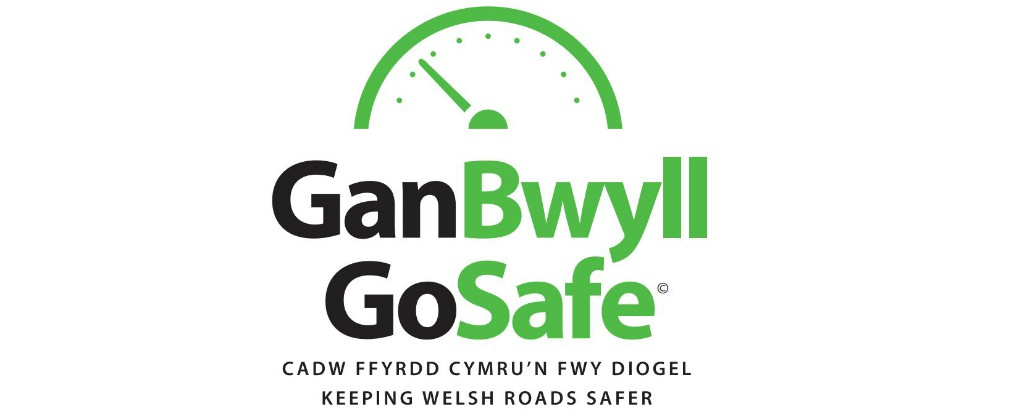 GanBwyll
GoSafe©
CADW FFYRDD CYMRU'N FWY DIOGEL
KEEPING WELSH ROADS SAFER